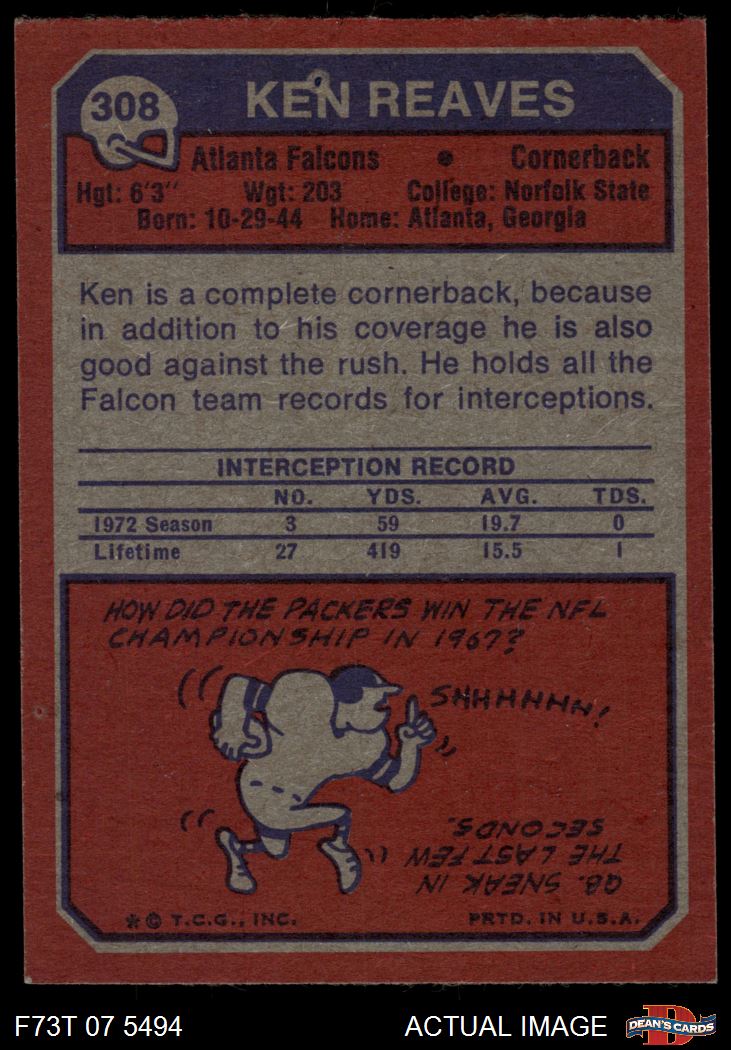 308
KEN REAVES
Atlanta Falcons • Cornerback
Hgt: 6'3" Wgt: 203 College: Norfolk State
Born: 10-29-44 Home: Atlanta, Georgia
Ken is a complete cornerback, because
in addition to his coverage he is also
good against the rush. He holds all the
Falcon team records for interceptions.
INTERCEPTION RECORD
NO. YDS. AVG. TDS.
1972 Season 3 59 19.7 0
Lifetime 27 419 15.5 1
HOW DID THE PACKERS WIN THE NFL
CHAMPIONSHIP IN 1967?
SHHHHHH!
QB. SNEAK IN
THE LAST FEW
SECONDS.
* © T.C.G., INC. PRTD. IN U.S.A.
F73T 07 5494 ACTUAL IMAGE DEAN'S CARDS